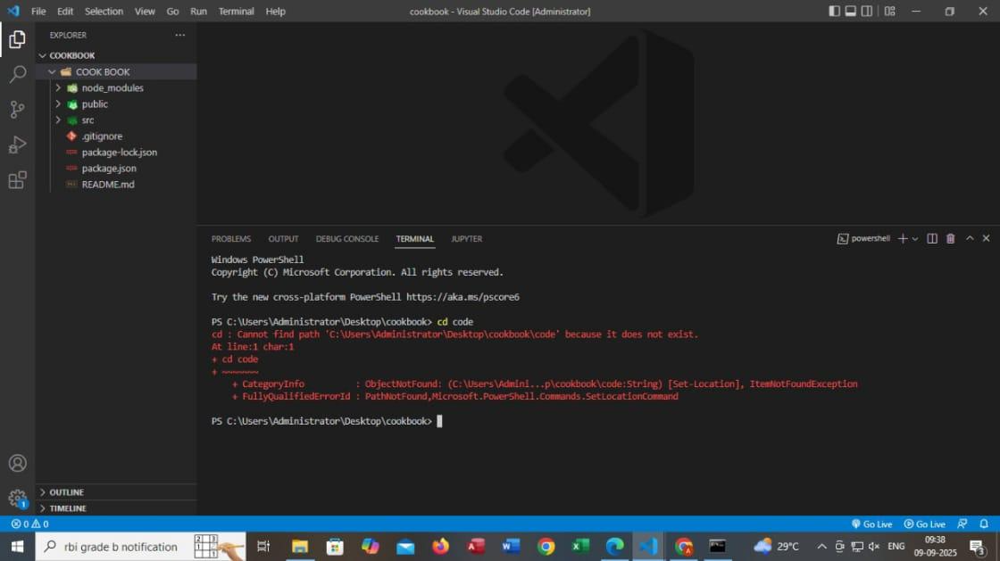 File Edit Selection View Go Run Terminal Help
cookbook - Visual Studio Code [Administrator]
EXPLORER
COOKBOOK
COOK BOOK
node_modules
public
src
.gitignore
package-lock.json
package.json
README.md
OUTLINE
TIMELINE
PROBLEMS OUTPUT DEBUG CONSOLE TERMINAL JUPYTER
powershell
Windows PowerShell
Copyright (C) Microsoft Corporation. All rights reserved.
Try the new cross-platform PowerShell https://aka.ms/pscore6
PS C:\Users\Administrator\Desktop\cookbook> cd code
cd : Cannot find path 'C:\Users\Administrator\Desktop\cookbook\code' because it does not exist.
At line:1 char:1
+ cd code
+ ~~~~~~~
+ CategoryInfo : ObjectNotFound: (C:\Users\Admini...p\cookbook\code:String) [Set-Location], ItemNotFoundException
+ FullyQualifiedErrorId : PathNotFound,Microsoft.PowerShell.Commands.SetLocationCommand
PS C:\Users\Administrator\Desktop\cookbook>
1
0 0
Go Live Go Live
rbi grade b notification
29°C
ENG
09:38
09-09-2025
3